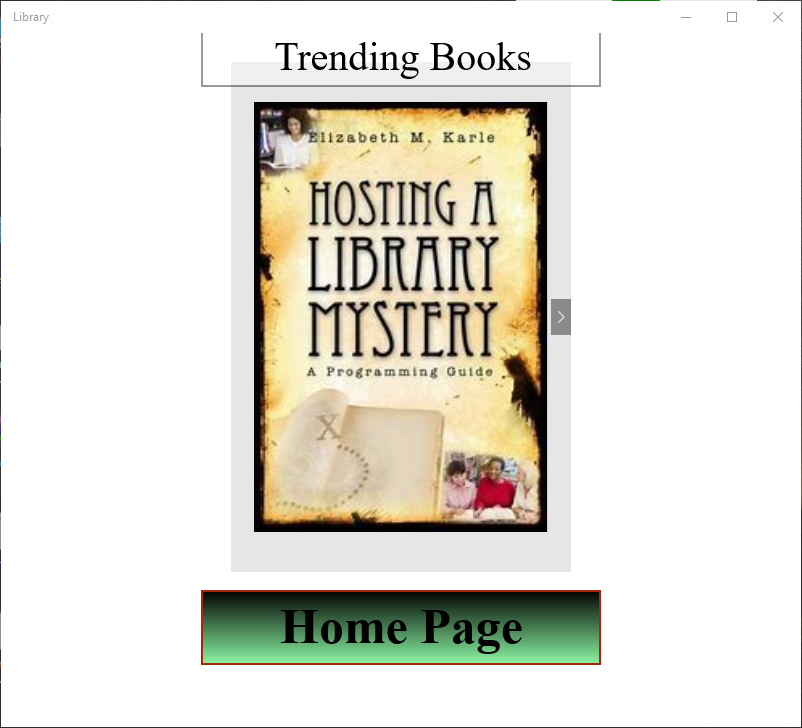 Library
Trending Books
Elizabeth M. Karle
HOSTING A
LIBRARY
MYSTERY
A Programming Guide
X
Home Page